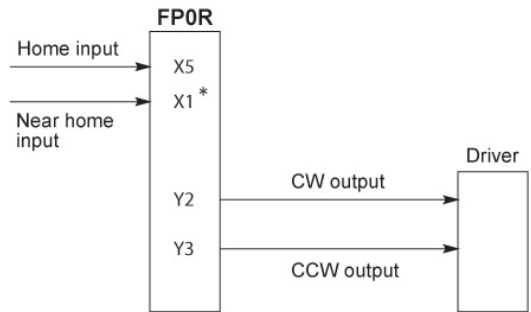 FP0R
Home input
X5
X1 *
Near home
input
Driver
Y2
CW output
Y3
CCW output